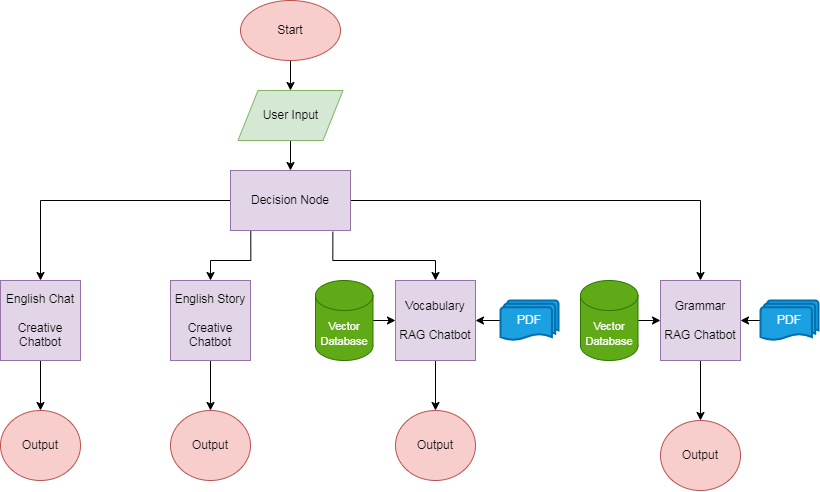 Start
User Input
Decision Node
English Chat
Creative
Chatbot
English Story
Creative
Chatbot
Vector
Database
Vocabulary
RAG Chatbot
PDF
Vector
Database
Grammar
RAG Chatbot
PDF
Output
Output
Output
Output